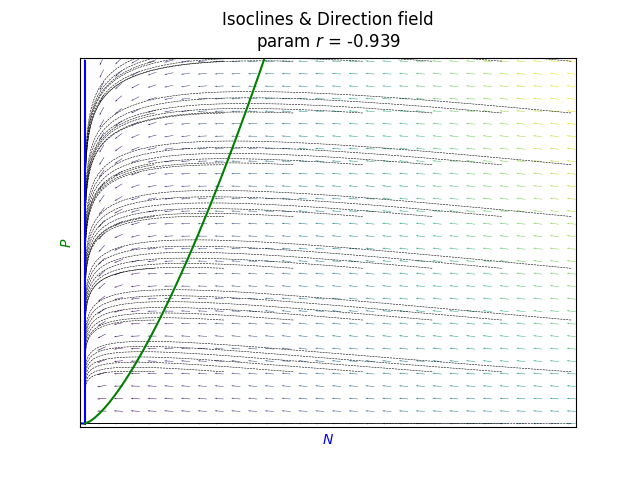 Isoclines & Direction field
param r = -0.939
P
N